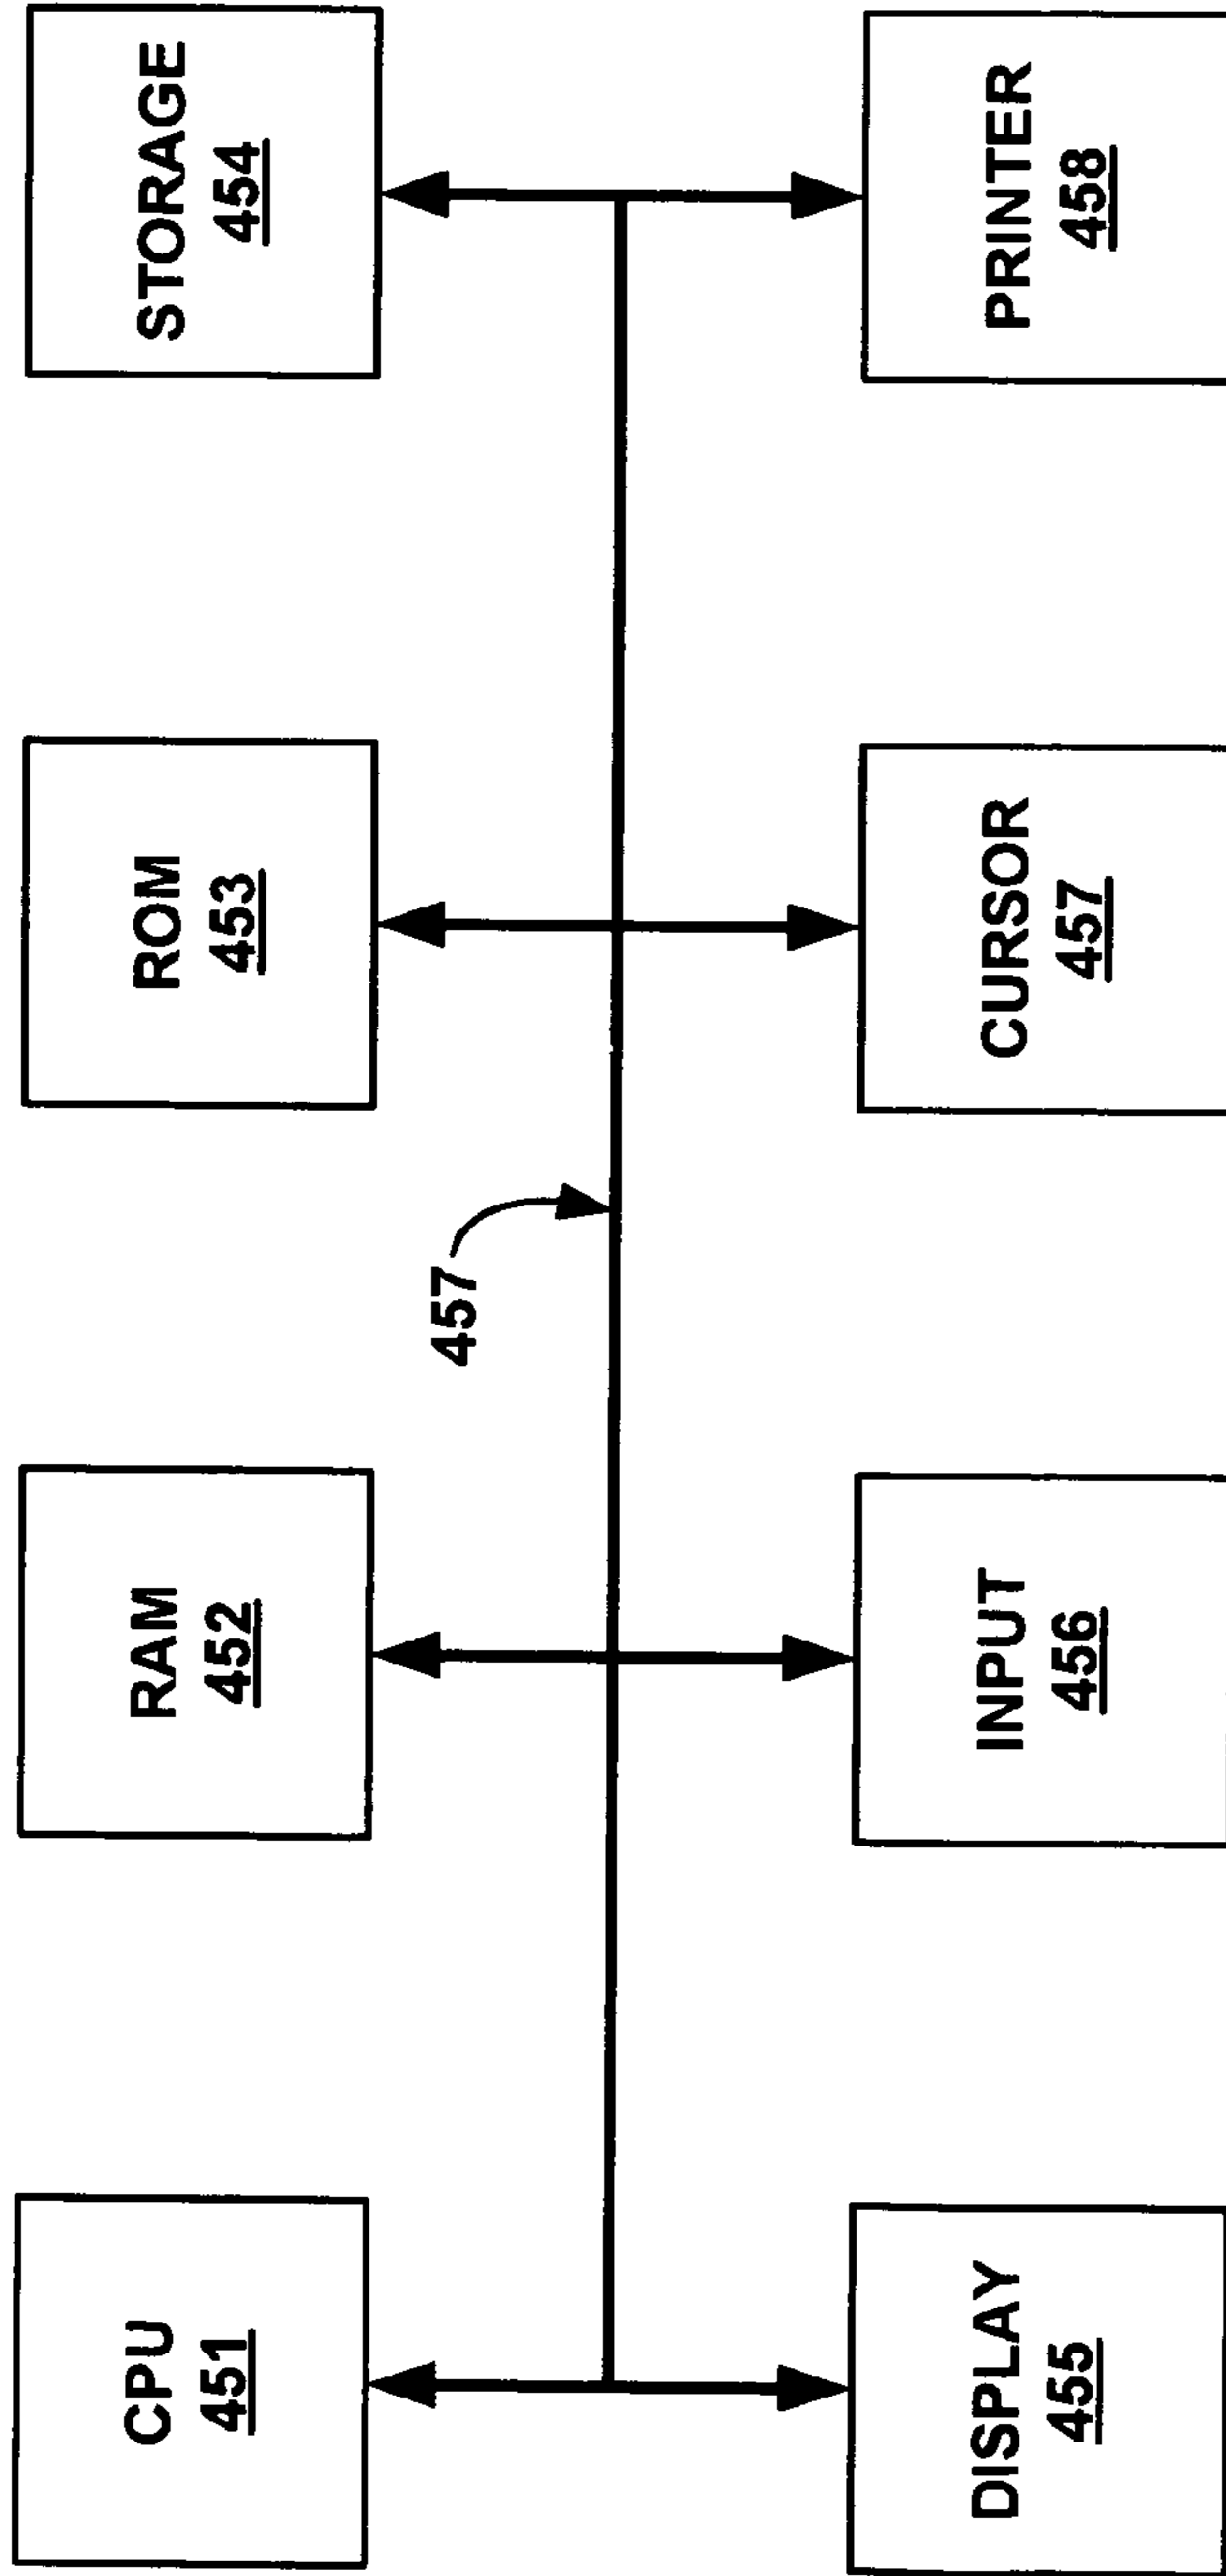 CPU
451
RAM
452
ROM
453
STORAGE
454
457
DISPLAY
455
INPUT
456
CURSOR
457
PRINTER
458